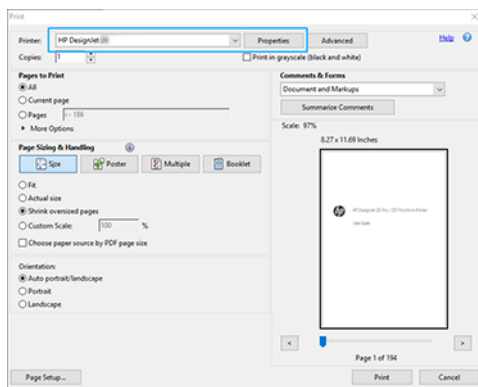 Print
Printer: HP DesignJet Properties Advanced Help
Copies: 1 Print in grayscale (black and white)
Pages to Print
All
Current page
Pages 1 - 186
More Options
Page Sizing & Handling
Size Poster Multiple Booklet
Fit
Actual size
Shrink oversized pages
Custom Scale: 100 %
Choose paper source by PDF page size
Orientation:
Auto portrait/landscape
Portrait
Landscape
Comments & Forms
Document and Markups
Summarize Comments
Scale: 97%
8.27 x 11.69 Inches
User Guide
< >
Page 1 of 194
Page Setup... Print Cancel